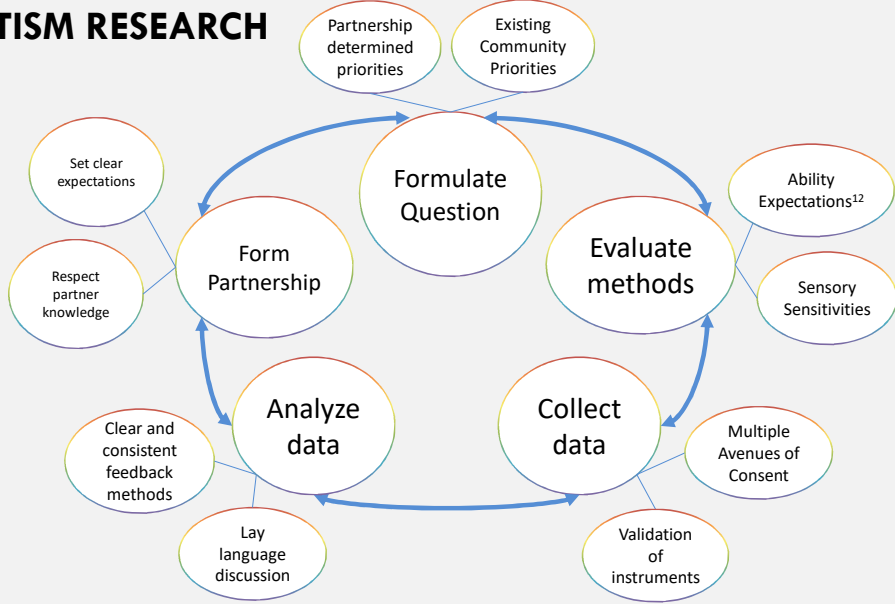 TISM RESEARCH
Partnership
determined
priorities
Existing
Community
Priorities
Formulate
Question
Set clear
expectations
Respect
partner
knowledge
Form
Partnership
Evaluate
methods
Ability
Expectations¹²
Sensory
Sensitivities
Analyze
data
Collect
data
Clear and
consistent
feedback
methods
Lay
language
discussion
Multiple
Avenues of
Consent
Validation
of
instruments